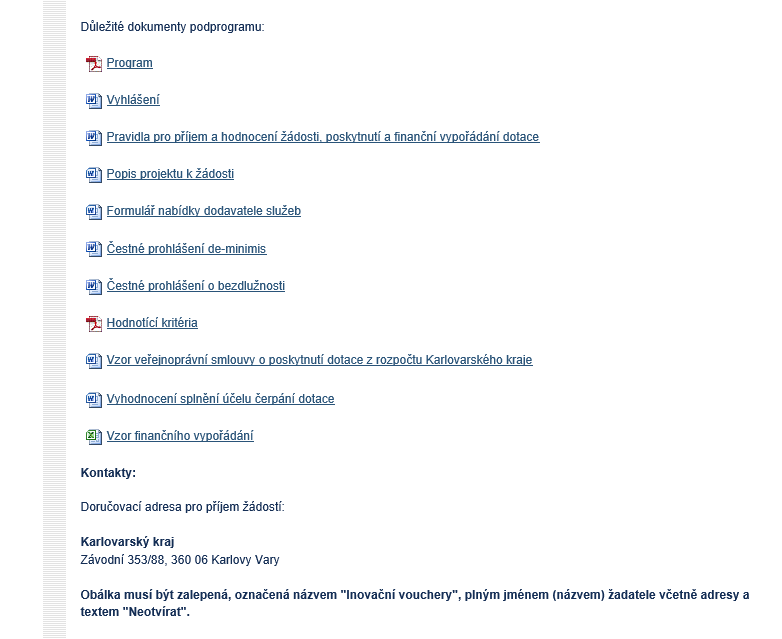 Důležité dokumenty podprogramu:
Program
Vyhlášení
Pravidla pro příjem a hodnocení žádosti, poskytnutí a finanční vypořádání dotace
Popis projektu k žádosti
Formulář nabídky dodavatele služeb
Čestné prohlášení de-minimis
Čestné prohlášení o bezdlužnosti
Hodnotící kritéria
Vzor veřejnoprávní smlouvy o poskytnutí dotace z rozpočtu Karlovarského kraje
Vyhodnocení splnění účelu čerpání dotace
Vzor finančního vypořádání
Kontakty:
Doručovací adresa pro příjem žádostí:
Karlovarský kraj
Závodní 353/88, 360 06 Karlovy Vary
Obálka musí být zalepená, označená názvem "Inovační vouchery", plným jménem (názvem) žadatele včetně adresy a
textem "Neotvírat".